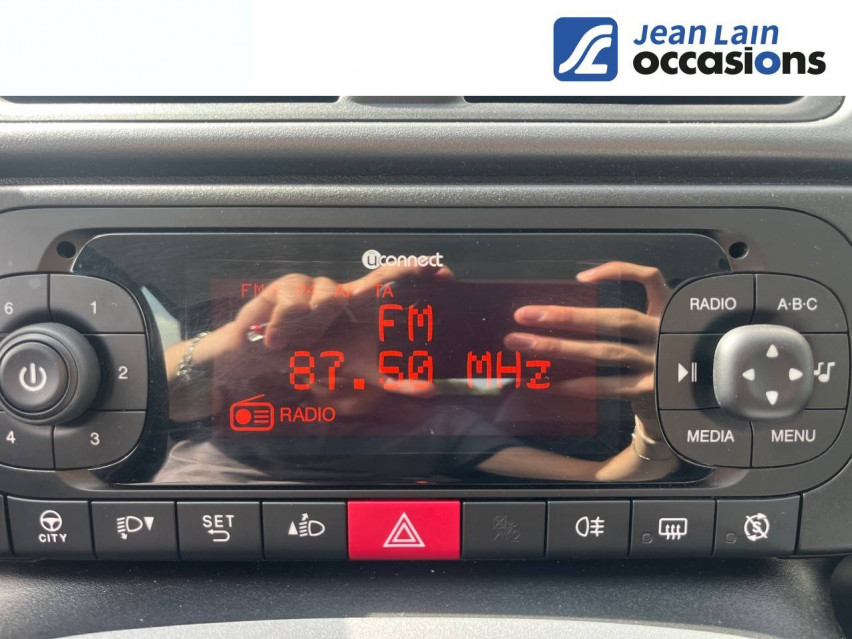 Jean Lain
occasions
uconnect
FM TA
FM
87.50 MHz
RADIO
6 1
2
4 3
RADIO A·B·C
MEDIA MENU
CITY
SET